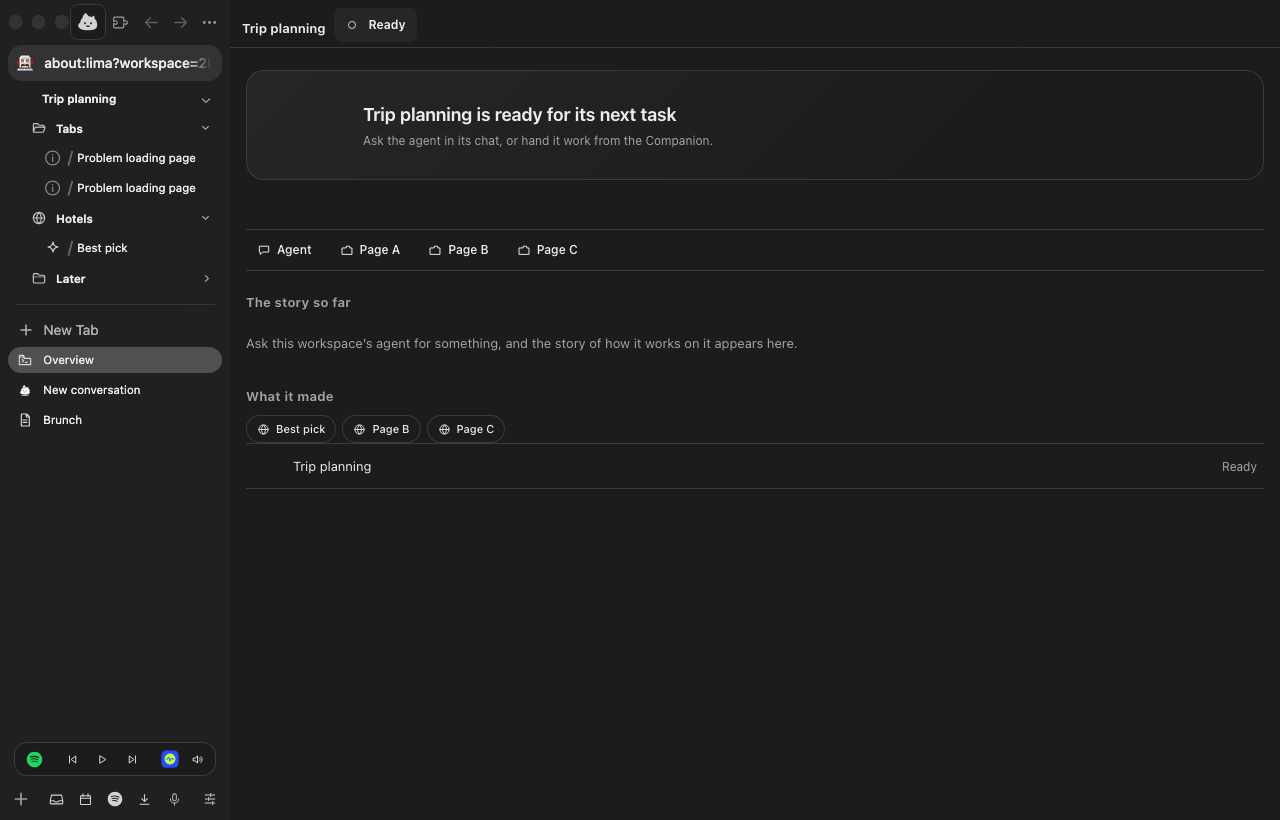 about:lima?workspace=2
Trip planning
Tabs
/ Problem loading page
/ Problem loading page
Hotels
/ Best pick
Later
New Tab
Overview
New conversation
Brunch
Trip planning
Ready
Trip planning is ready for its next task
Ask the agent in its chat, or hand it work from the Companion.
Agent Page A Page B Page C
The story so far
Ask this workspace's agent for something, and the story of how it works on it appears here.
What it made
Best pick Page B Page C
Trip planning Ready